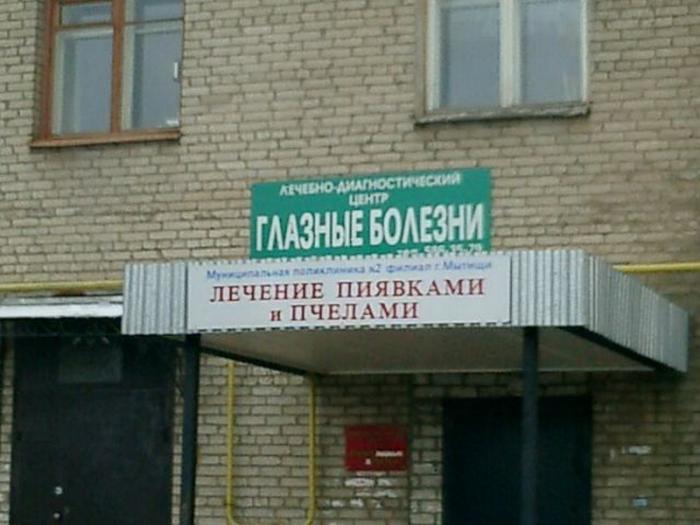 ЛЕЧЕБНО-ДИАГНОСТИЧЕСКИЙ
ЦЕНТР
ГЛАЗНЫЕ БОЛЕЗНИ
Муниципальная поликлиника №2 филиал г.Мытищи
ЛЕЧЕНИЕ ПИЯВКАМИ
и ПЧЕЛАМИ